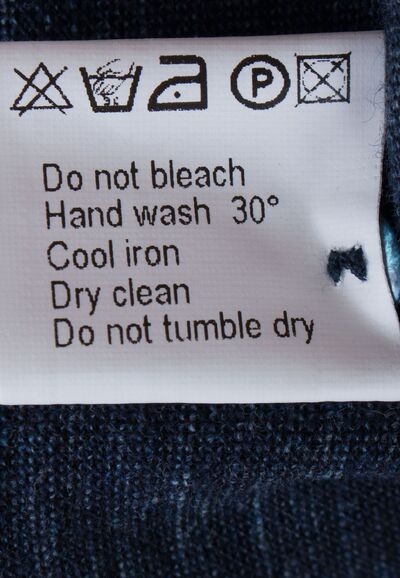 P
Do not bleach
Hand wash 30°
Cool iron
Dry clean
Do not tumble dry